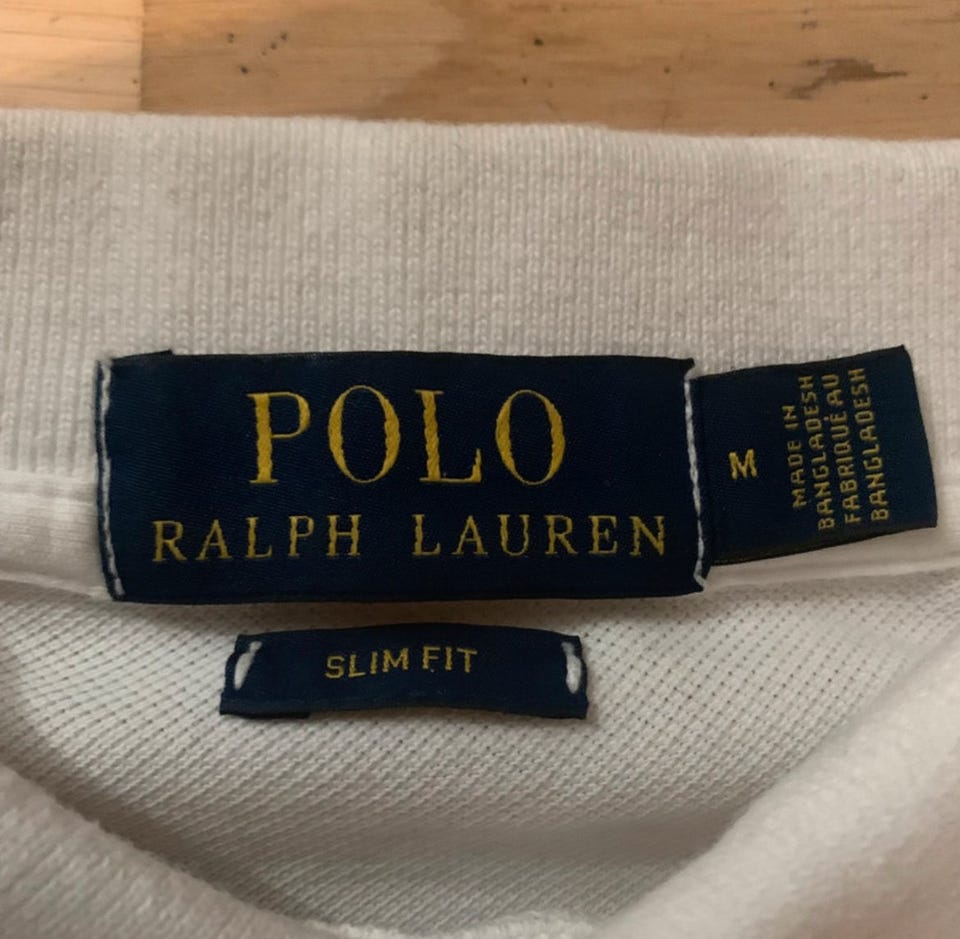 POLO
RALPH LAUREN
M
MADE IN
BANGLADESH
FABRIQUÉ AU
BANGLADESH
SLIM FIT